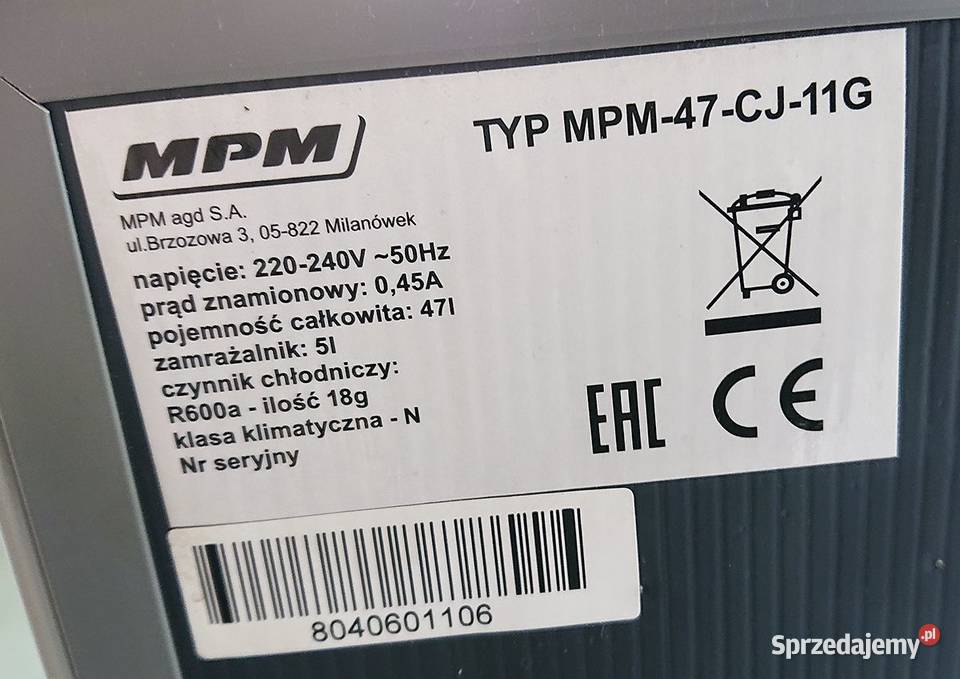 MPM
TYP MPM-47-CJ-11G
MPM agd S.A.
ul.Brzozowa 3, 05-822 Milanówek
napięcie: 220-240V ~50Hz
prąd znamionowy: 0,45A
pojemność całkowita: 47l
zamrażalnik: 5l
czynnik chłodniczy:
R600a - ilość 18g
klasa klimatyczna - N
Nr seryjny
EAC CE
8040601106
Sprzedajemy.pl